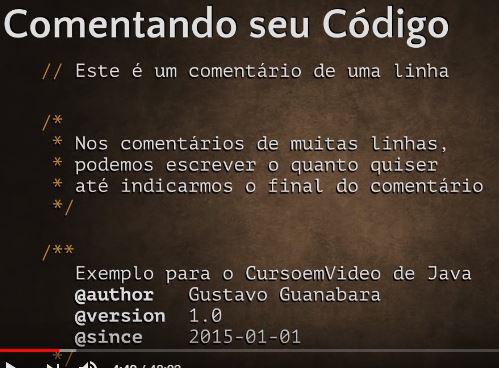 Comentando seu Código
// Este é um comentário de uma linha
/*
* Nos comentários de muitas linhas,
* podemos escrever o quanto quiser
* até indicarmos o final do comentário
*/
/**
Exemplo para o CursoemVideo de Java
@author Gustavo Guanabara
@version 1.0
@since 2015-01-01
*/